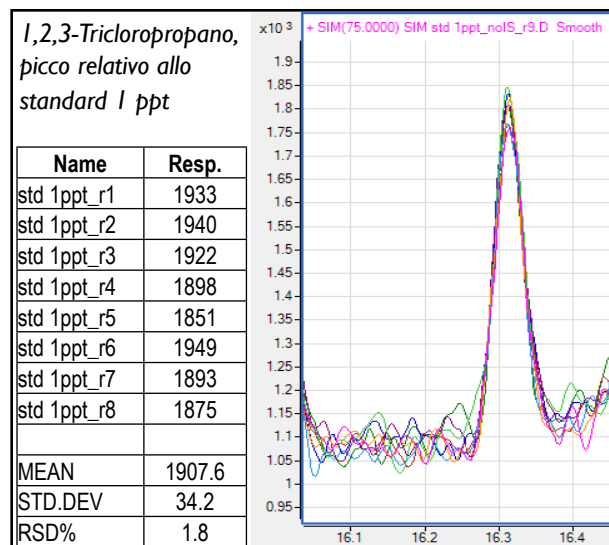 1,2,3-Tricloropropano,
picco relativo allo
standard 1 ppt
Name Resp.
std 1ppt_r1 1933
std 1ppt_r2 1940
std 1ppt_r3 1922
std 1ppt_r4 1898
std 1ppt_r5 1851
std 1ppt_r6 1949
std 1ppt_r7 1893
std 1ppt_r8 1875
MEAN 1907.6
STD.DEV 34.2
RSD% 1.8
x10 3
+ SIM(75.0000) SIM std 1ppt_noIS_r9.D Smooth
1.9
1.85
1.8
1.75
1.7
1.65
1.6
1.55
1.5
1.45
1.4
1.35
1.3
1.25
1.2
1.15
1.1
1.05
1
0.95
16.1 16.2 16.3 16.4